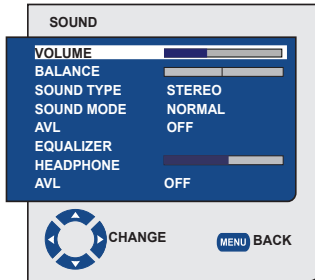 SOUND
VOLUME
BALANCE
SOUND TYPE STEREO
SOUND MODE NORMAL
AVL OFF
EQUALIZER
HEADPHONE
AVL OFF
CHANGE MENU BACK